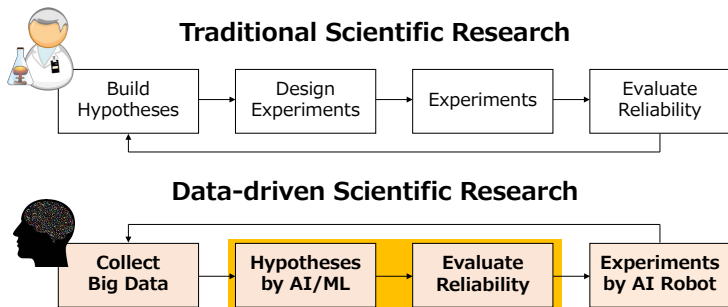 Traditional Scientific Research
Build
Hypotheses
Design
Experiments
Experiments
Evaluate
Reliability
Data-driven Scientific Research
Collect
Big Data
Hypotheses
by AI/ML
Evaluate
Reliability
Experiments
by AI Robot